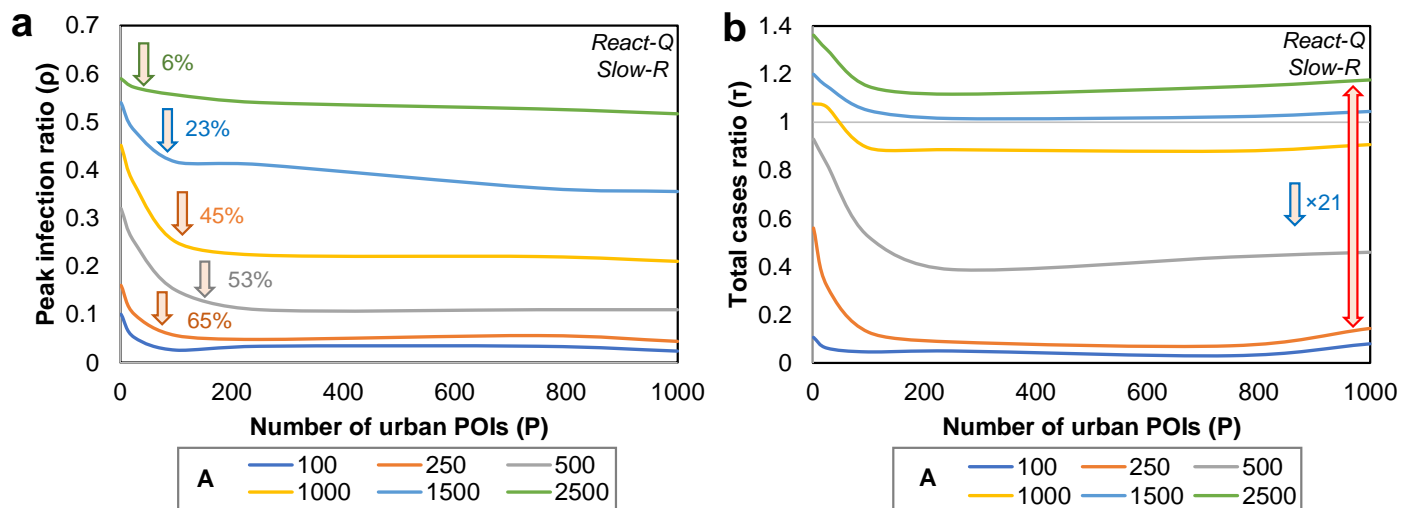 a
Peak infection ratio (ρ)
0.7
0.6
0.5
0.4
0.3
0.2
0.1
0
React-Q
Slow-R
6%
23%
45%
53%
65%
0 200 400 600 800 1000
Number of urban POIs (P)
A
100 250 500
1000 1500 2500
b
Total cases ratio (τ)
1.4
1.2
1
0.8
0.6
0.4
0.2
0
React-Q
Slow-R
×21
0 200 400 600 800 1000
Number of urban POIs (P)
A
100 250 500
1000 1500 2500